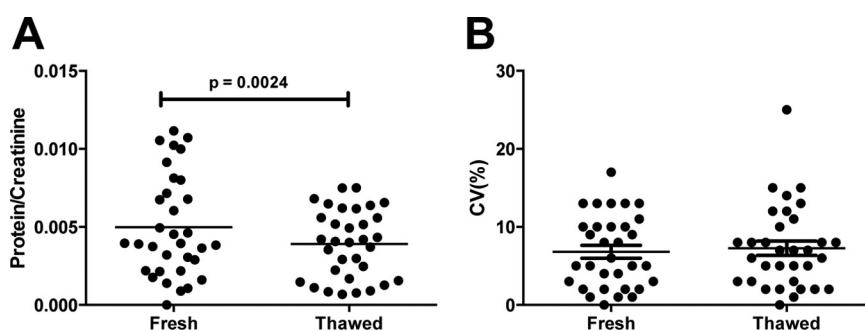 A
Protein/Creatinine
0.015
0.010
0.005
0.000
p = 0.0024
Fresh Thawed
B
CV(%)
30
20
10
0
Fresh Thawed